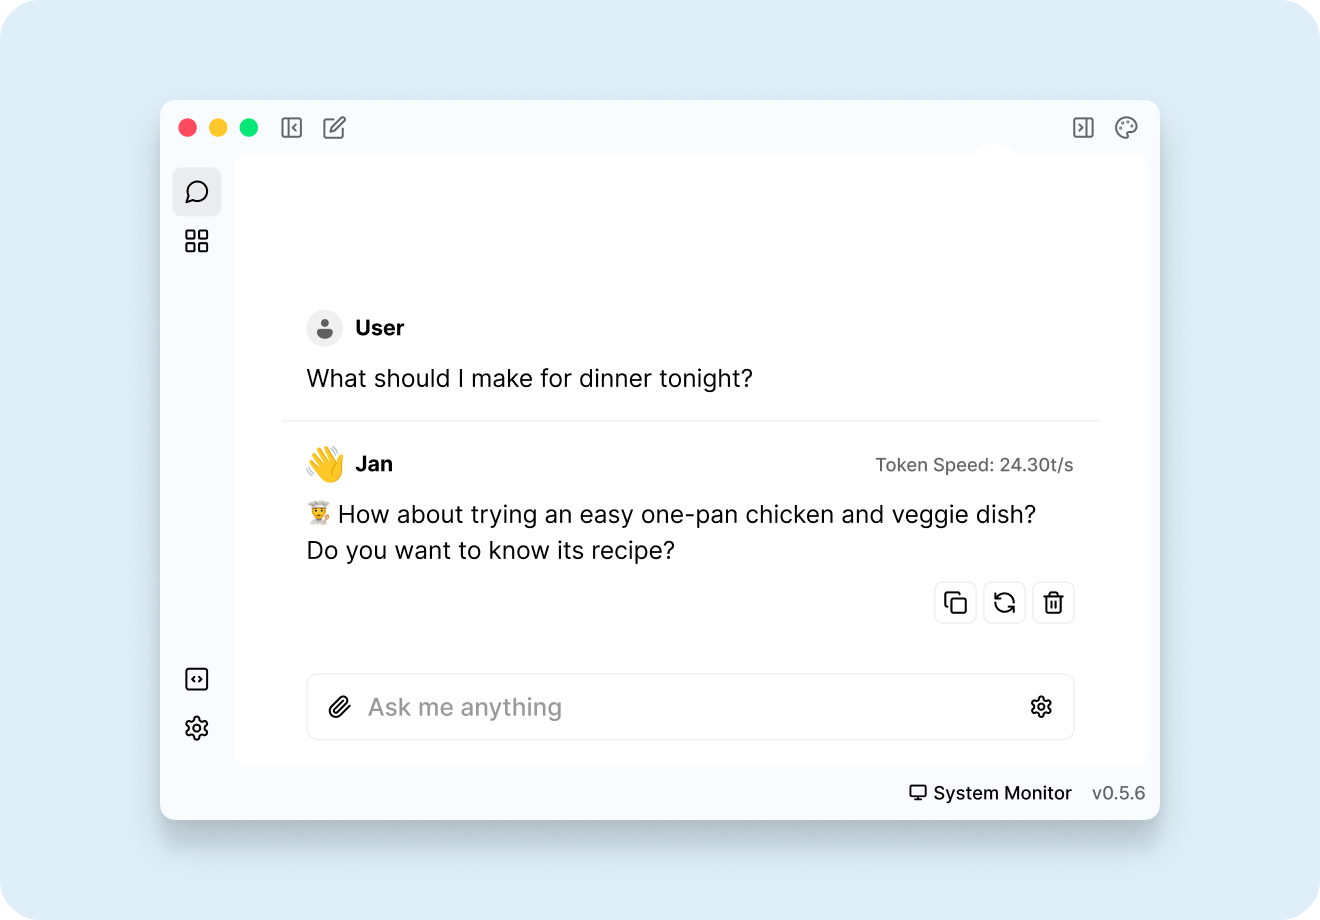 User
What should I make for dinner tonight?
Jan
Token Speed: 24.30t/s
How about trying an easy one-pan chicken and veggie dish?
Do you want to know its recipe?
Ask me anything
System Monitor
v0.5.6